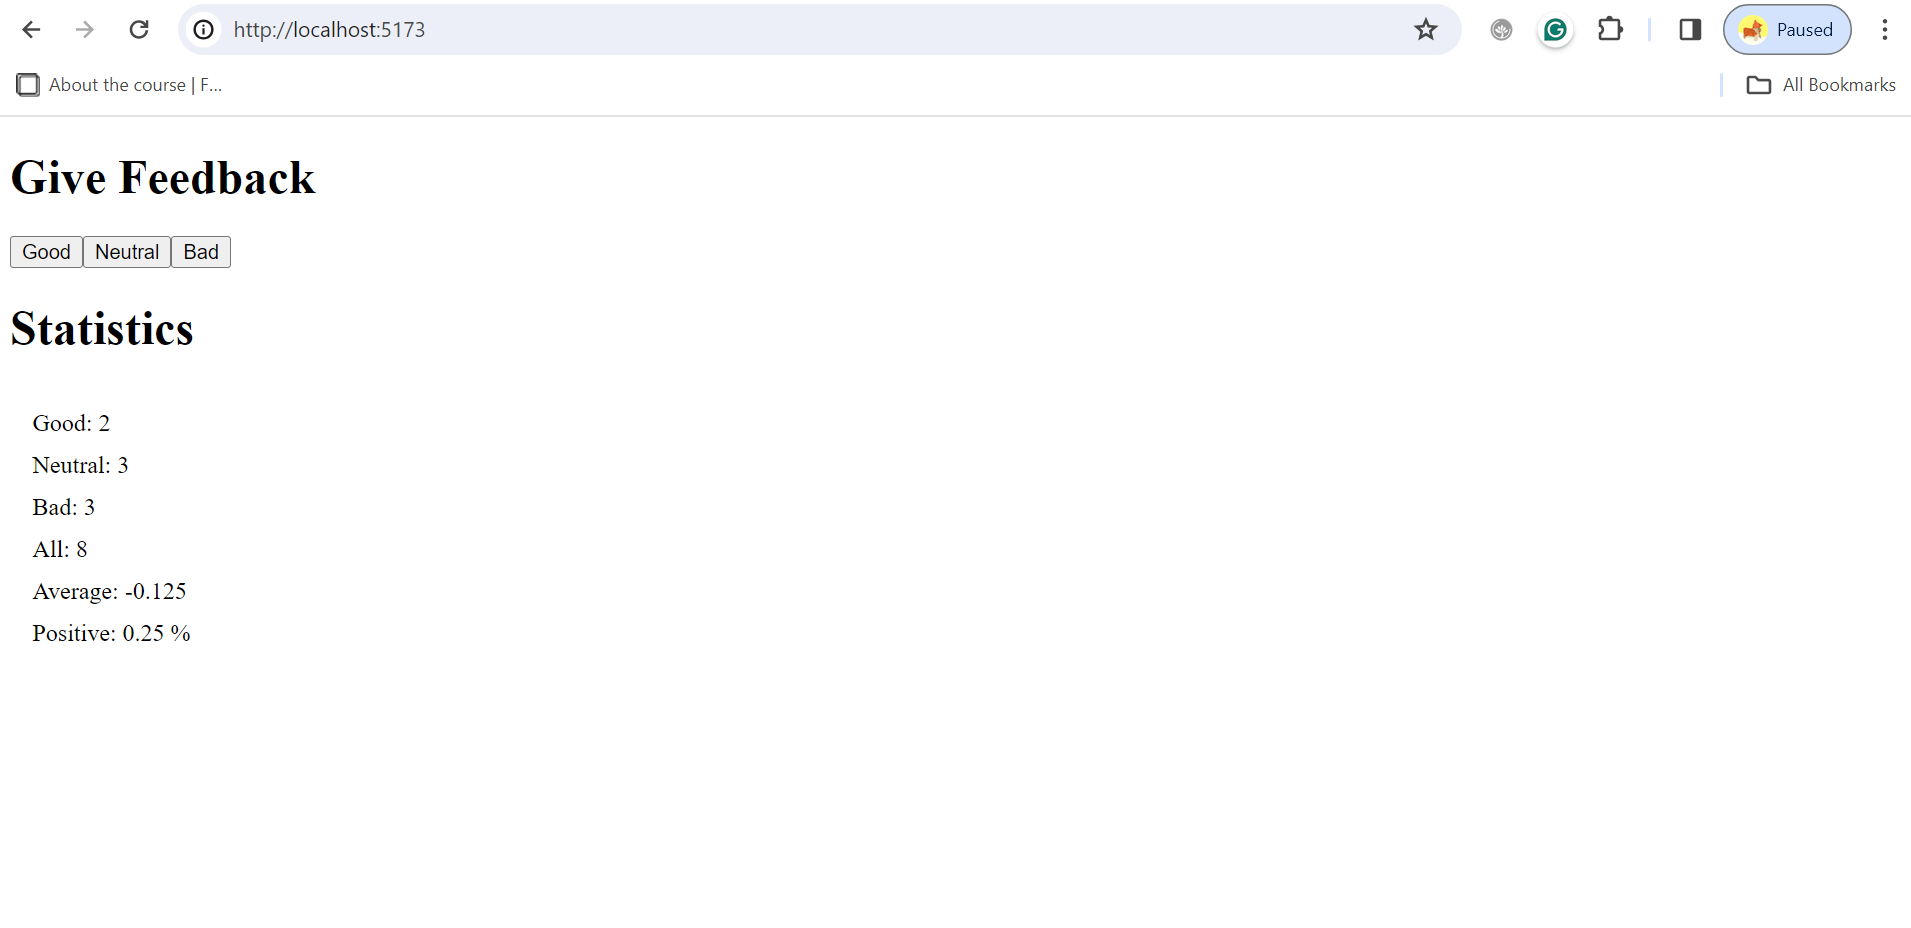 http://localhost:5173
Paused
About the course | F...
All Bookmarks
Give Feedback
Good Neutral Bad
Statistics
Good: 2
Neutral: 3
Bad: 3
All: 8
Average: -0.125
Positive: 0.25 %